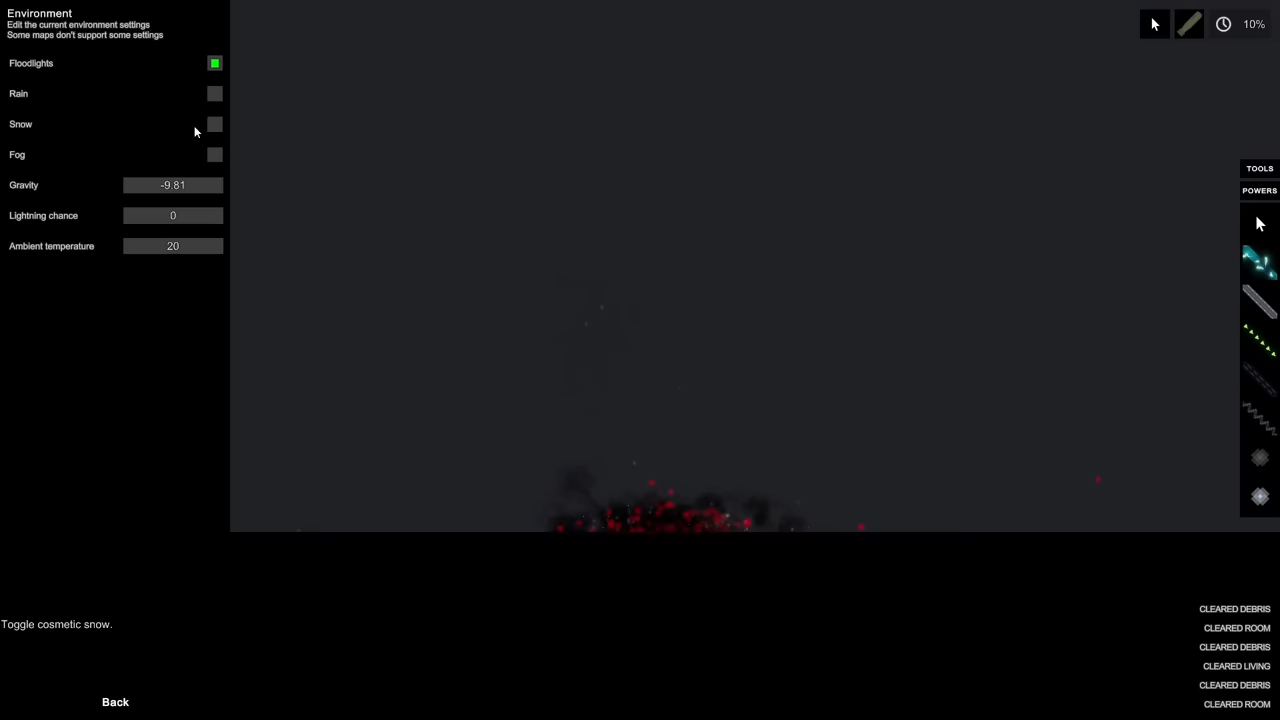 Environment
Edit the current environment settings
Some maps don't support some settings
Floodlights
Rain
Snow
Fog
Gravity -9.81
Lightning chance 0
Ambient temperature 20
10%
TOOLS
POWERS
Toggle cosmetic snow.
Back
CLEARED DEBRIS
CLEARED ROOM
CLEARED DEBRIS
CLEARED LIVING
CLEARED DEBRIS
CLEARED ROOM